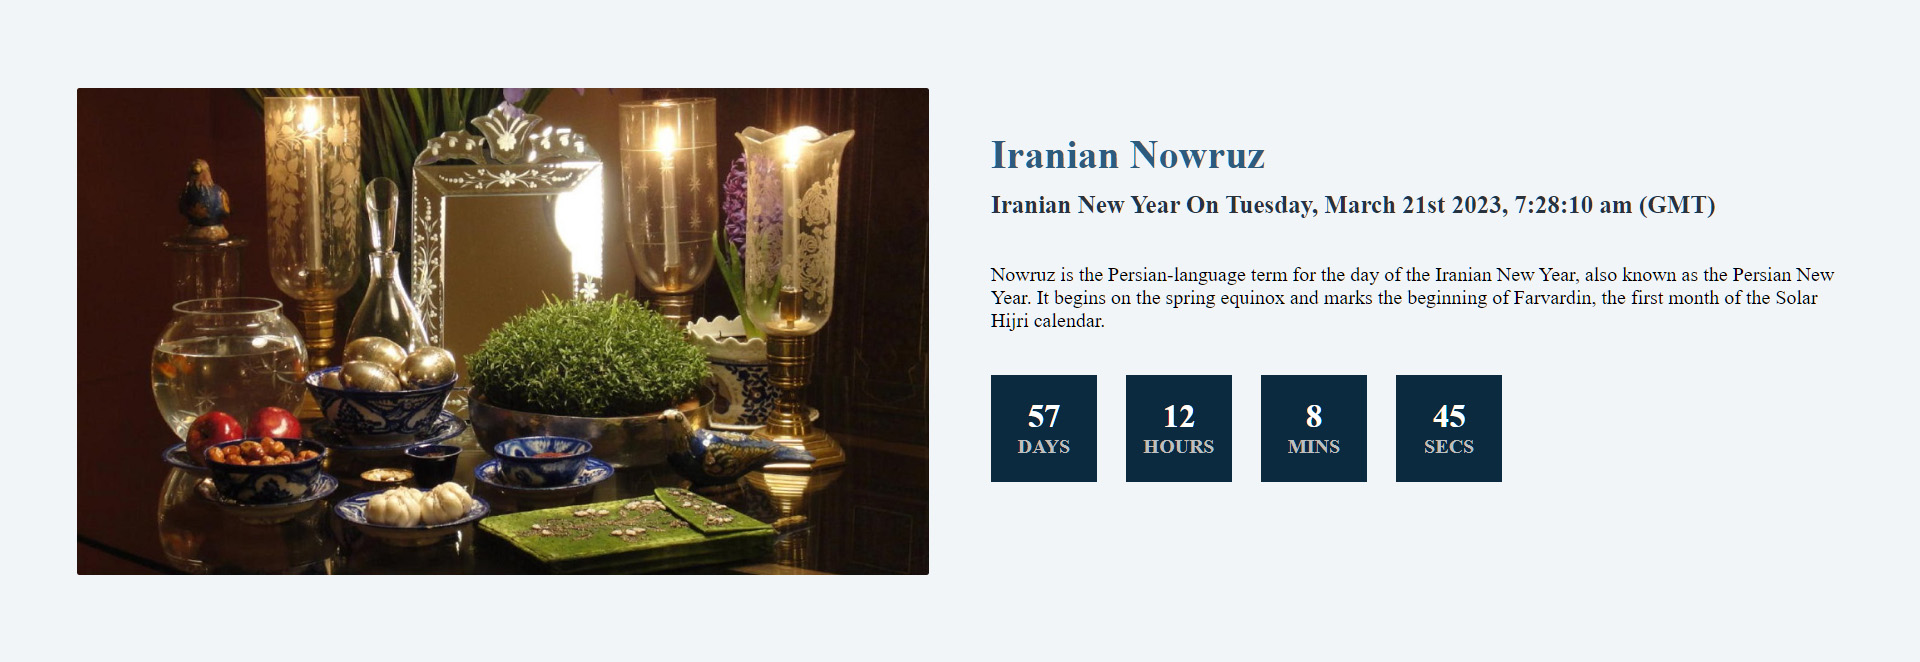 Iranian Nowruz
Iranian New Year On Tuesday, March 21st 2023, 7:28:10 am (GMT)
Nowruz is the Persian-language term for the day of the Iranian New Year, also known as the Persian New
Year. It begins on the spring equinox and marks the beginning of Farvardin, the first month of the Solar
Hijri calendar.
57 12 8 45
DAYS HOURS MINS SECS